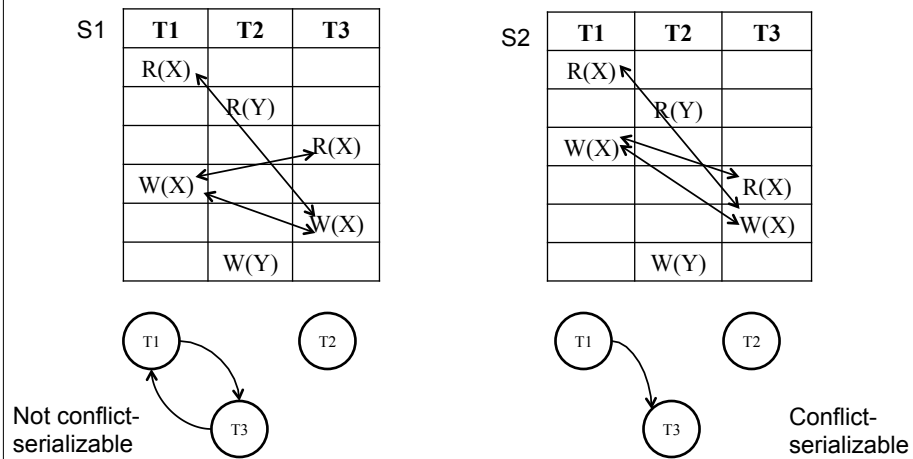 S1
T1 T2 T3
R(X)
R(Y)
R(X)
W(X)
W(X)
W(Y)
T1
T2
T3
Not conflict-
serializable
S2
T1 T2 T3
R(X)
R(Y)
W(X)
R(X)
W(X)
W(Y)
T1
T2
T3
Conflict-
serializable